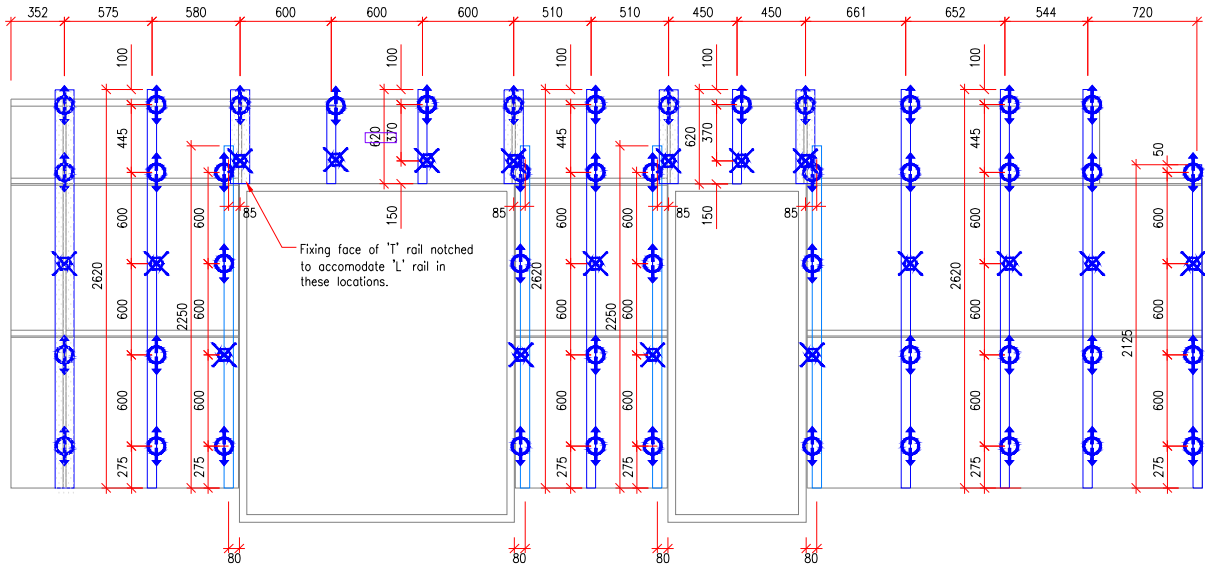 352 575 580 600 600 600 510 510 450 450 661 652 544 720
100 100 100 100 100 100
445 620 370 445 620 370 445 50
600 85 150 85 600 85 150 85 600 600
Fixing face of 'T' rail notched
to accomodate 'L' rail in
these locations.
2620 2620 2620
600 600 2250 600 600 2250 600 2125
600 600 600 600 600 600
275 275 275 275 275 275
80 80 80 80